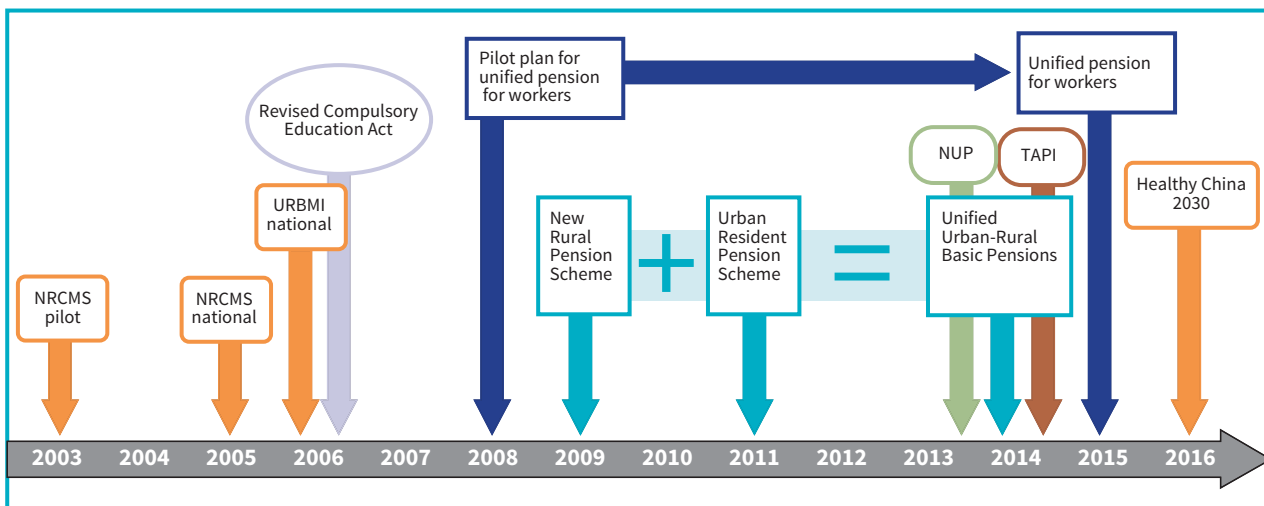 Pilot plan for
unified pension
for workers
Unified pension
for workers
Revised Compulsory
Education Act
NUP
TAPI
Healthy China
2030
URBMI
national
New
Rural
Pension
Scheme
+
Urban
Resident
Pension
Scheme
=
Unified
Urban-Rural
Basic Pensions
NRCMS
pilot
NRCMS
national
2003 2004 2005 2006 2007 2008 2009 2010 2011 2012 2013 2014 2015 2016